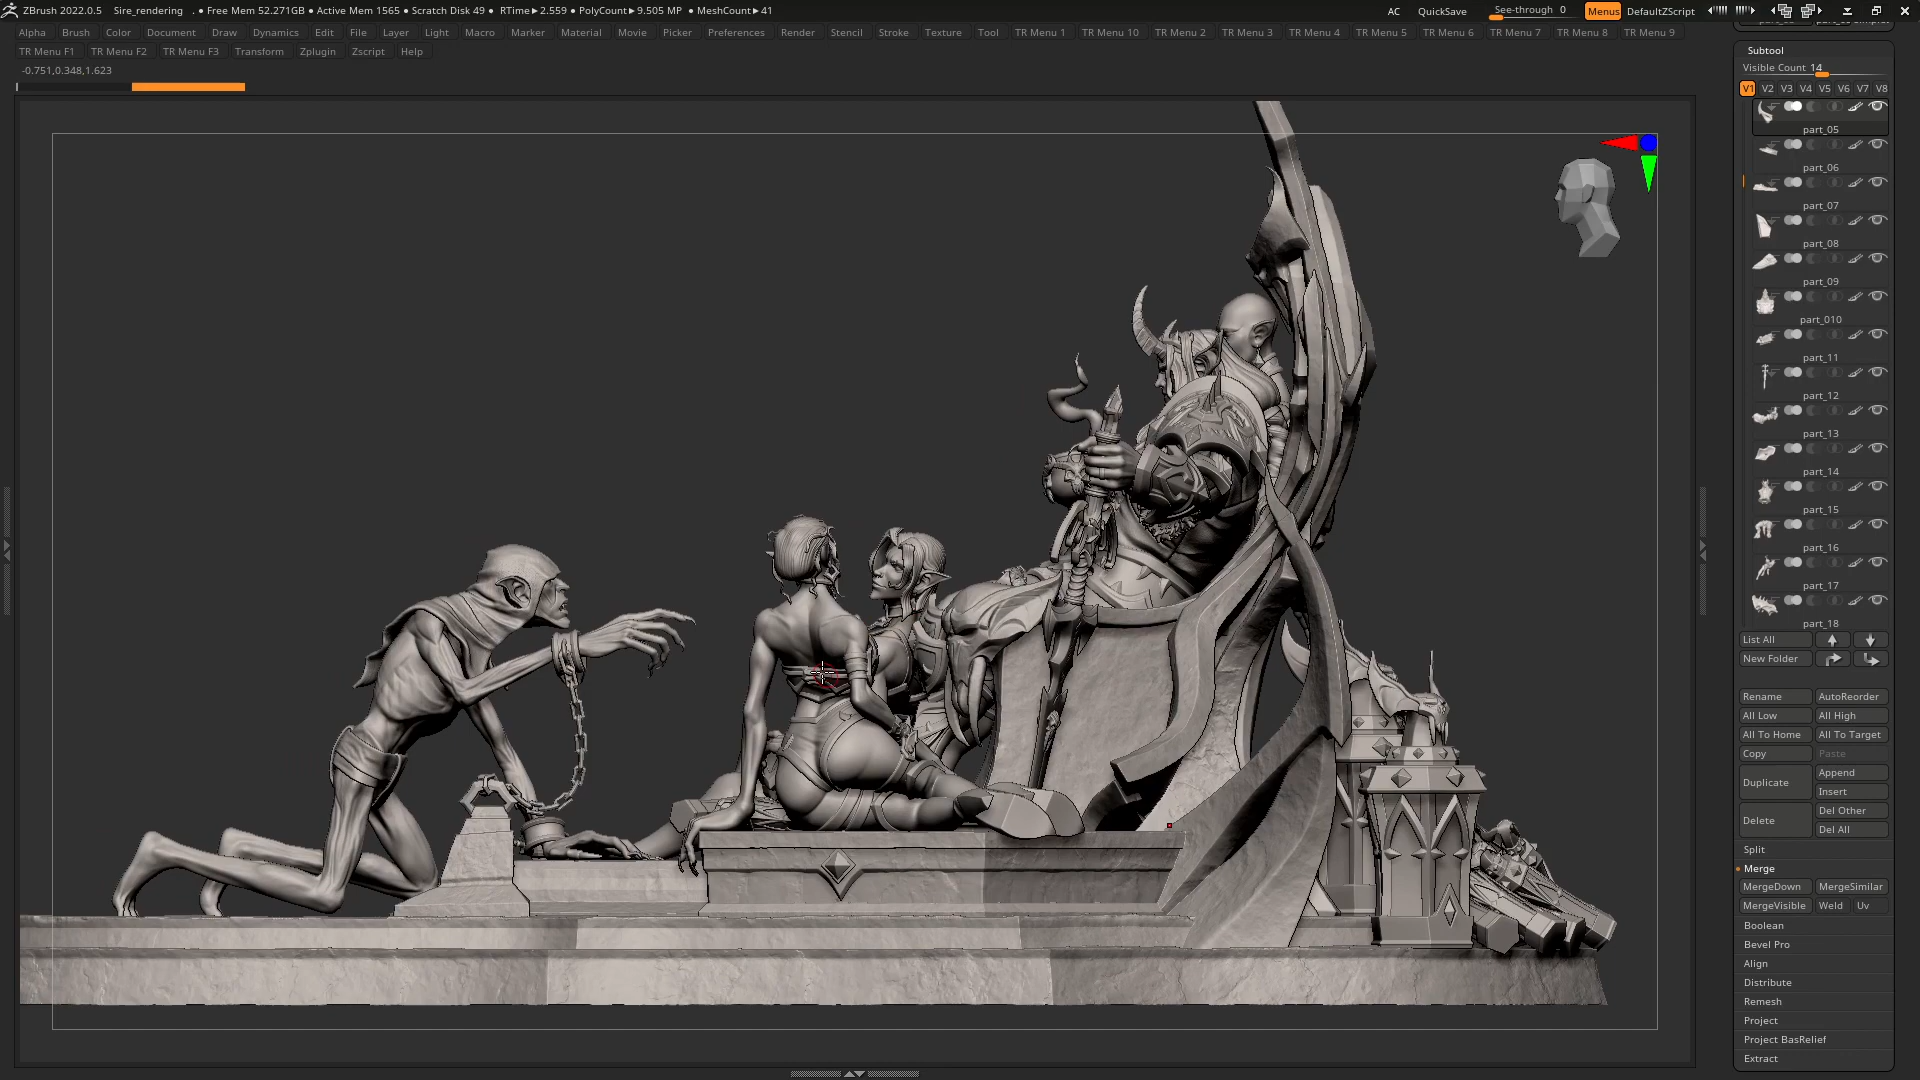 ZBrush 2022.0.5 Sire_rendering . • Free Mem 52.271GB • Active Mem 1565 • Scratch Disk 49 • RTime▶2.559 • PolyCount▶9.505 MP • MeshCount▶41 AC QuickSave See-through 0 Menus DefaultZScript
Alpha Brush Color Document Draw Dynamics Edit File Layer Light Macro Marker Material Movie Picker Preferences Render Stencil Stroke Texture Tool TR Menu 1 TR Menu 10 TR Menu 2 TR Menu 3 TR Menu 4 TR Menu 5 TR Menu 6 TR Menu 7 TR Menu 8 TR Menu 9
TR Menu F1 TR Menu F2 TR Menu F3 Transform Zplugin Zscript Help
-0.751,0.348,1.623
Subtool
Visible Count 14
V1 V2 V3 V4 V5 V6 V7 V8
part_05
part_06
part_07
part_08
part_09
part_010
part_11
part_12
part_13
part_14
part_15
part_16
part_17
part_18
List All
New Folder
Rename AutoReorder
All Low All High
All To Home All To Target
Copy Paste
Duplicate Append
Insert
Delete Del Other
Del All
Split
Merge
MergeDown MergeSimilar
MergeVisible Weld Uv
Boolean
Bevel Pro
Align
Distribute
Remesh
Project
Project BasRelief
Extract